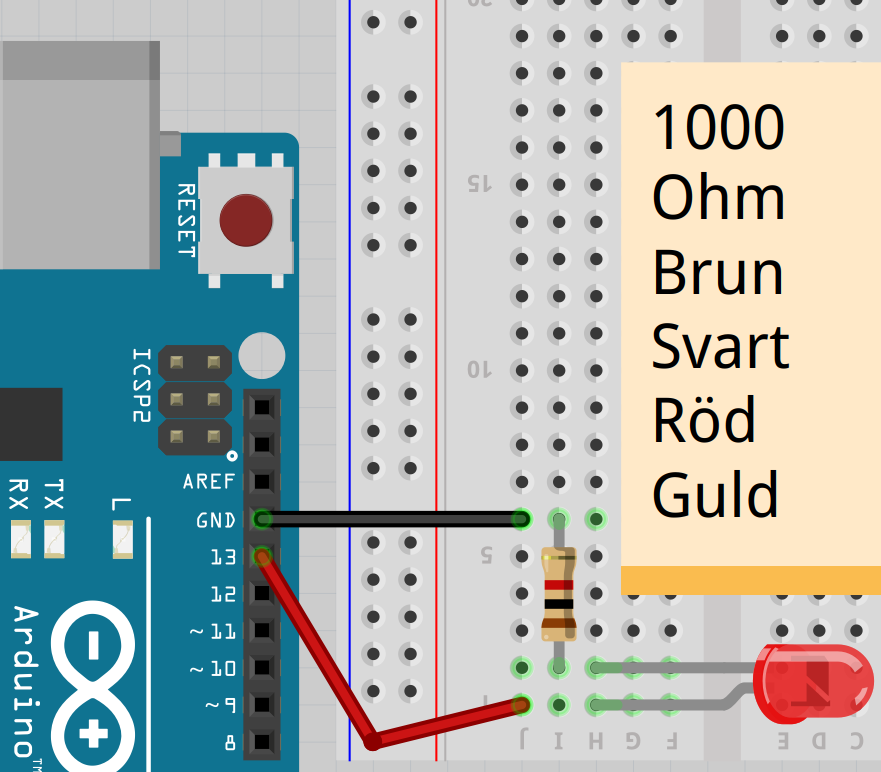 20
1000
Ohm
Brun
Svart
Röd
Guld
15
10
5
1
J I H G F E D C
RESET
ICSP2
AREF
GND
13
12
~11
~10
~9
8
RX
TX
L
Arduino™